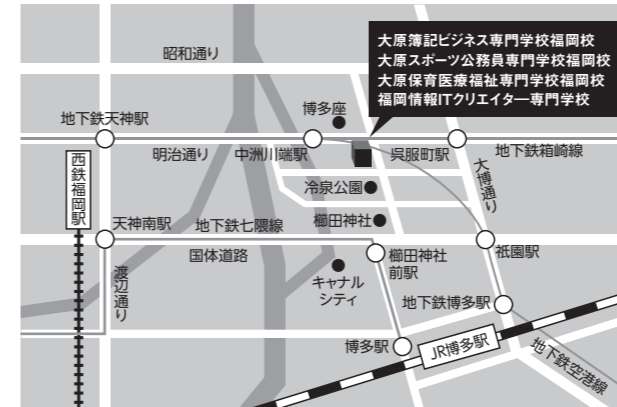 大原簿記ビジネス専門学校福岡校
大原スポーツ公務員専門学校福岡校
大原保育医療福祉専門学校福岡校
福岡情報ITクリエイター専門学校
昭和通り
博多座
地下鉄天神駅
明治通り
中洲川端駅
呉服町駅
地下鉄箱崎線
西鉄福岡駅
冷泉公園
大博通り
櫛田神社
天神南駅
地下鉄七隈線
国体道路
櫛田神社
前駅
祇園駅
渡辺通り
キャナル
シティ
地下鉄博多駅
博多駅
JR博多駅
地下鉄空港線